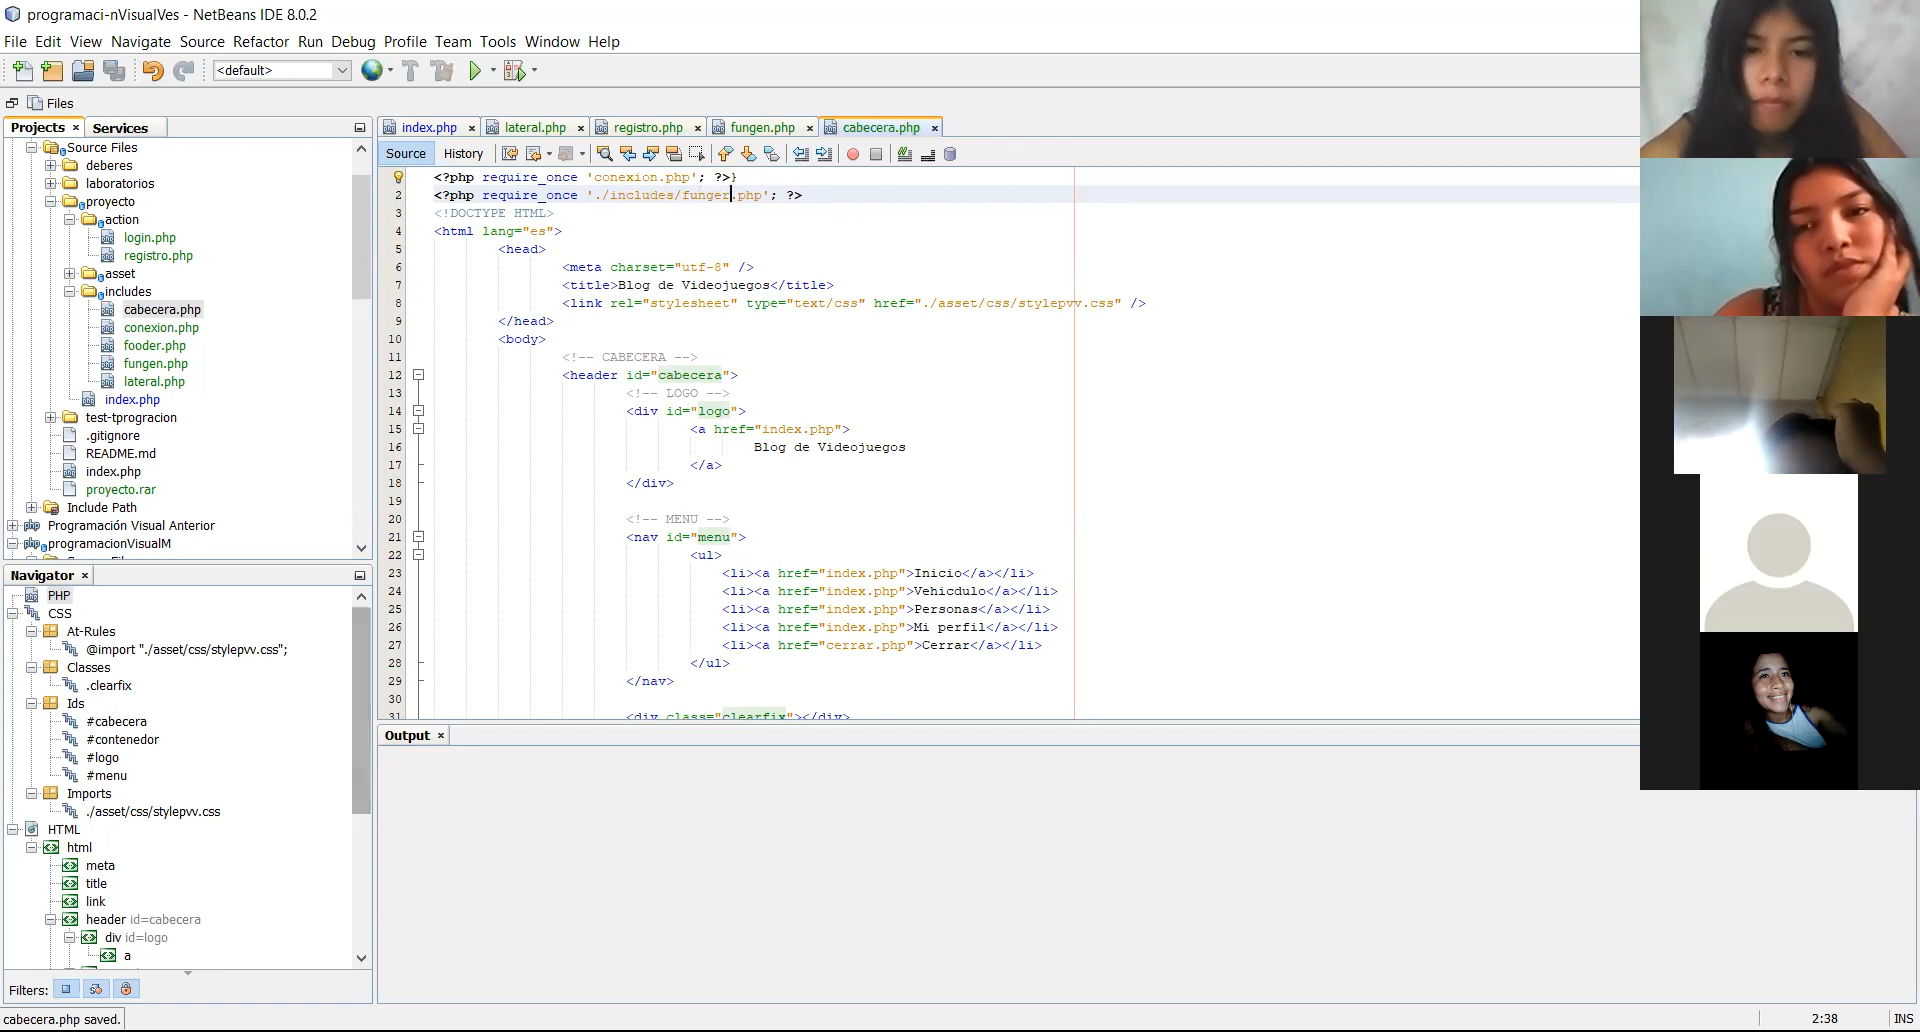 programaci-nVisualVes - NetBeans IDE 8.0.2
File Edit View Navigate Source Refactor Run Debug Profile Team Tools Window Help
<default>
Files
Projects Services
Source Files
deberes
laboratorios
proyecto
action
login.php
registro.php
asset
includes
cabecera.php
conexion.php
fooder.php
fungen.php
lateral.php
index.php
test-tprogracion
.gitignore
README.md
index.php
proyecto.rar
Include Path
Programación Visual Anterior
programacionVisualM
Navigator
PHP
CSS
At-Rules
@import "./asset/css/stylepvv.css";
Classes
.clearfix
Ids
#cabecera
#contenedor
#logo
#menu
Imports
./asset/css/stylepvv.css
HTML
html
meta
title
link
header id=cabecera
div id=logo
a
Filters:
cabecera.php saved.
index.php lateral.php registro.php fungen.php cabecera.php
Source History
<?php require_once 'conexion.php'; ?>}
2 <?php require_once './includes/funger.php'; ?>
3 <!DOCTYPE HTML>
4 <html lang="es">
5 <head>
6 <meta charset="utf-8" />
7 <title>Blog de Videojuegos</title>
8 <link rel="stylesheet" type="text/css" href="./asset/css/stylepvv.css" />
9 </head>
10 <body>
11 <!-- CABECERA -->
12 <header id="cabecera">
13 <!-- LOGO -->
14 <div id="logo">
15 <a href="index.php">
16 Blog de Videojuegos
17 </a>
18 </div>
19
20 <!-- MENU -->
21 <nav id="menu">
22 <ul>
23 <li><a href="index.php">Inicio</a></li>
24 <li><a href="index.php">Vehicdulo</a></li>
25 <li><a href="index.php">Personas</a></li>
26 <li><a href="index.php">Mi perfil</a></li>
27 <li><a href="cerrar.php">Cerrar</a></li>
28 </ul>
29 </nav>
30
31 <div class="clearfix"></div>
Output
2:38 INS